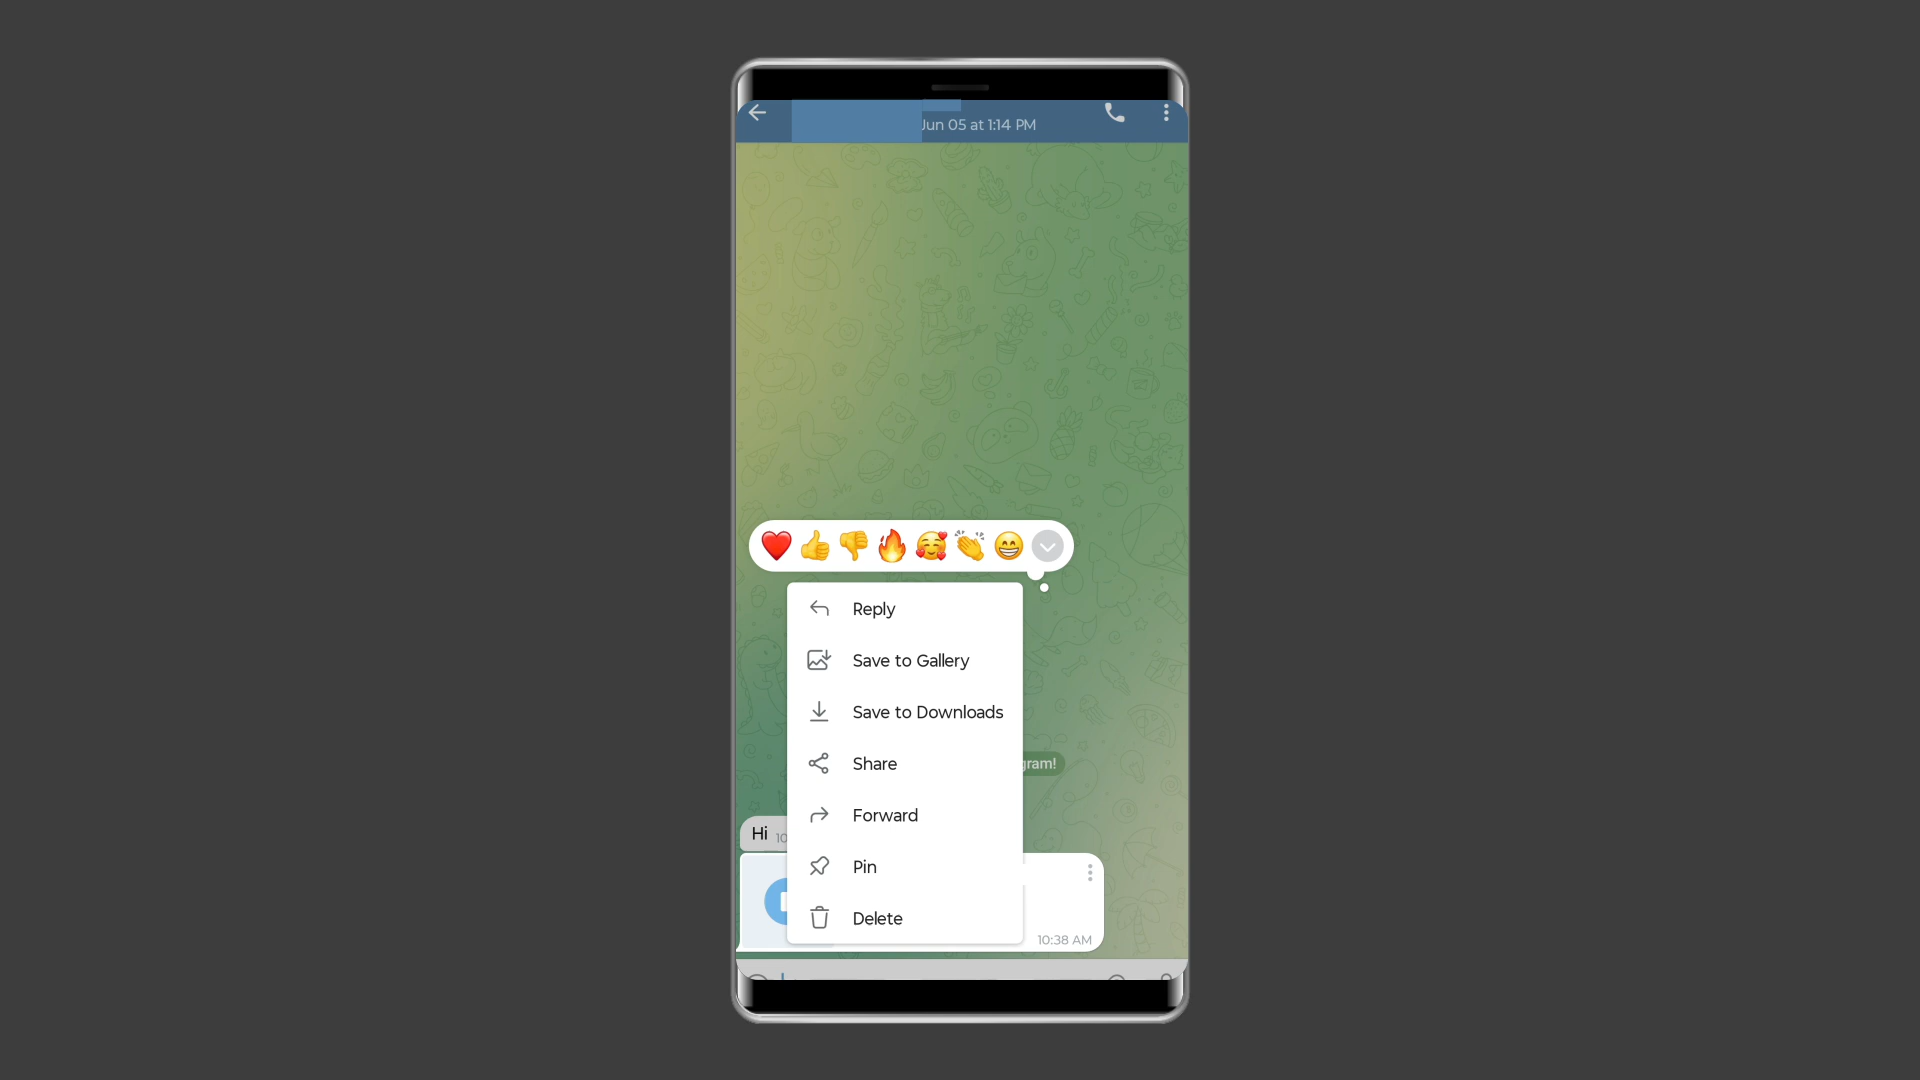 Jun 05 at 1:14 PM
Reply
Save to Gallery
Save to Downloads
Share
gram!
Forward
Hi 10
Pin
Delete
10:38 AM